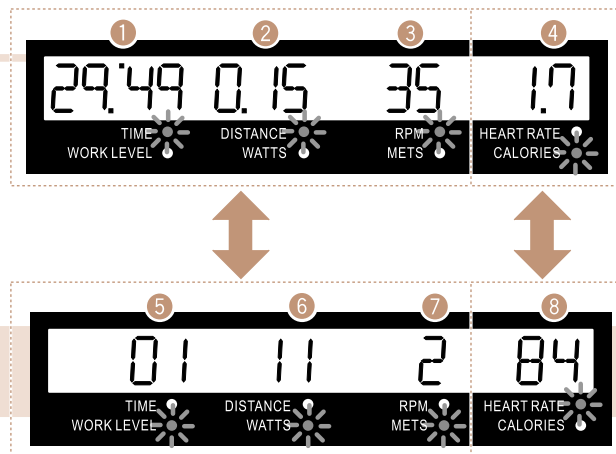 1 2 3 4
29:49 0.15 35 1.7
TIME DISTANCE RPM HEART RATE
WORK LEVEL WATTS METS CALORIES
5 6 7 8
01 11 2 84
TIME DISTANCE RPM HEART RATE
WORK LEVEL WATTS METS CALORIES